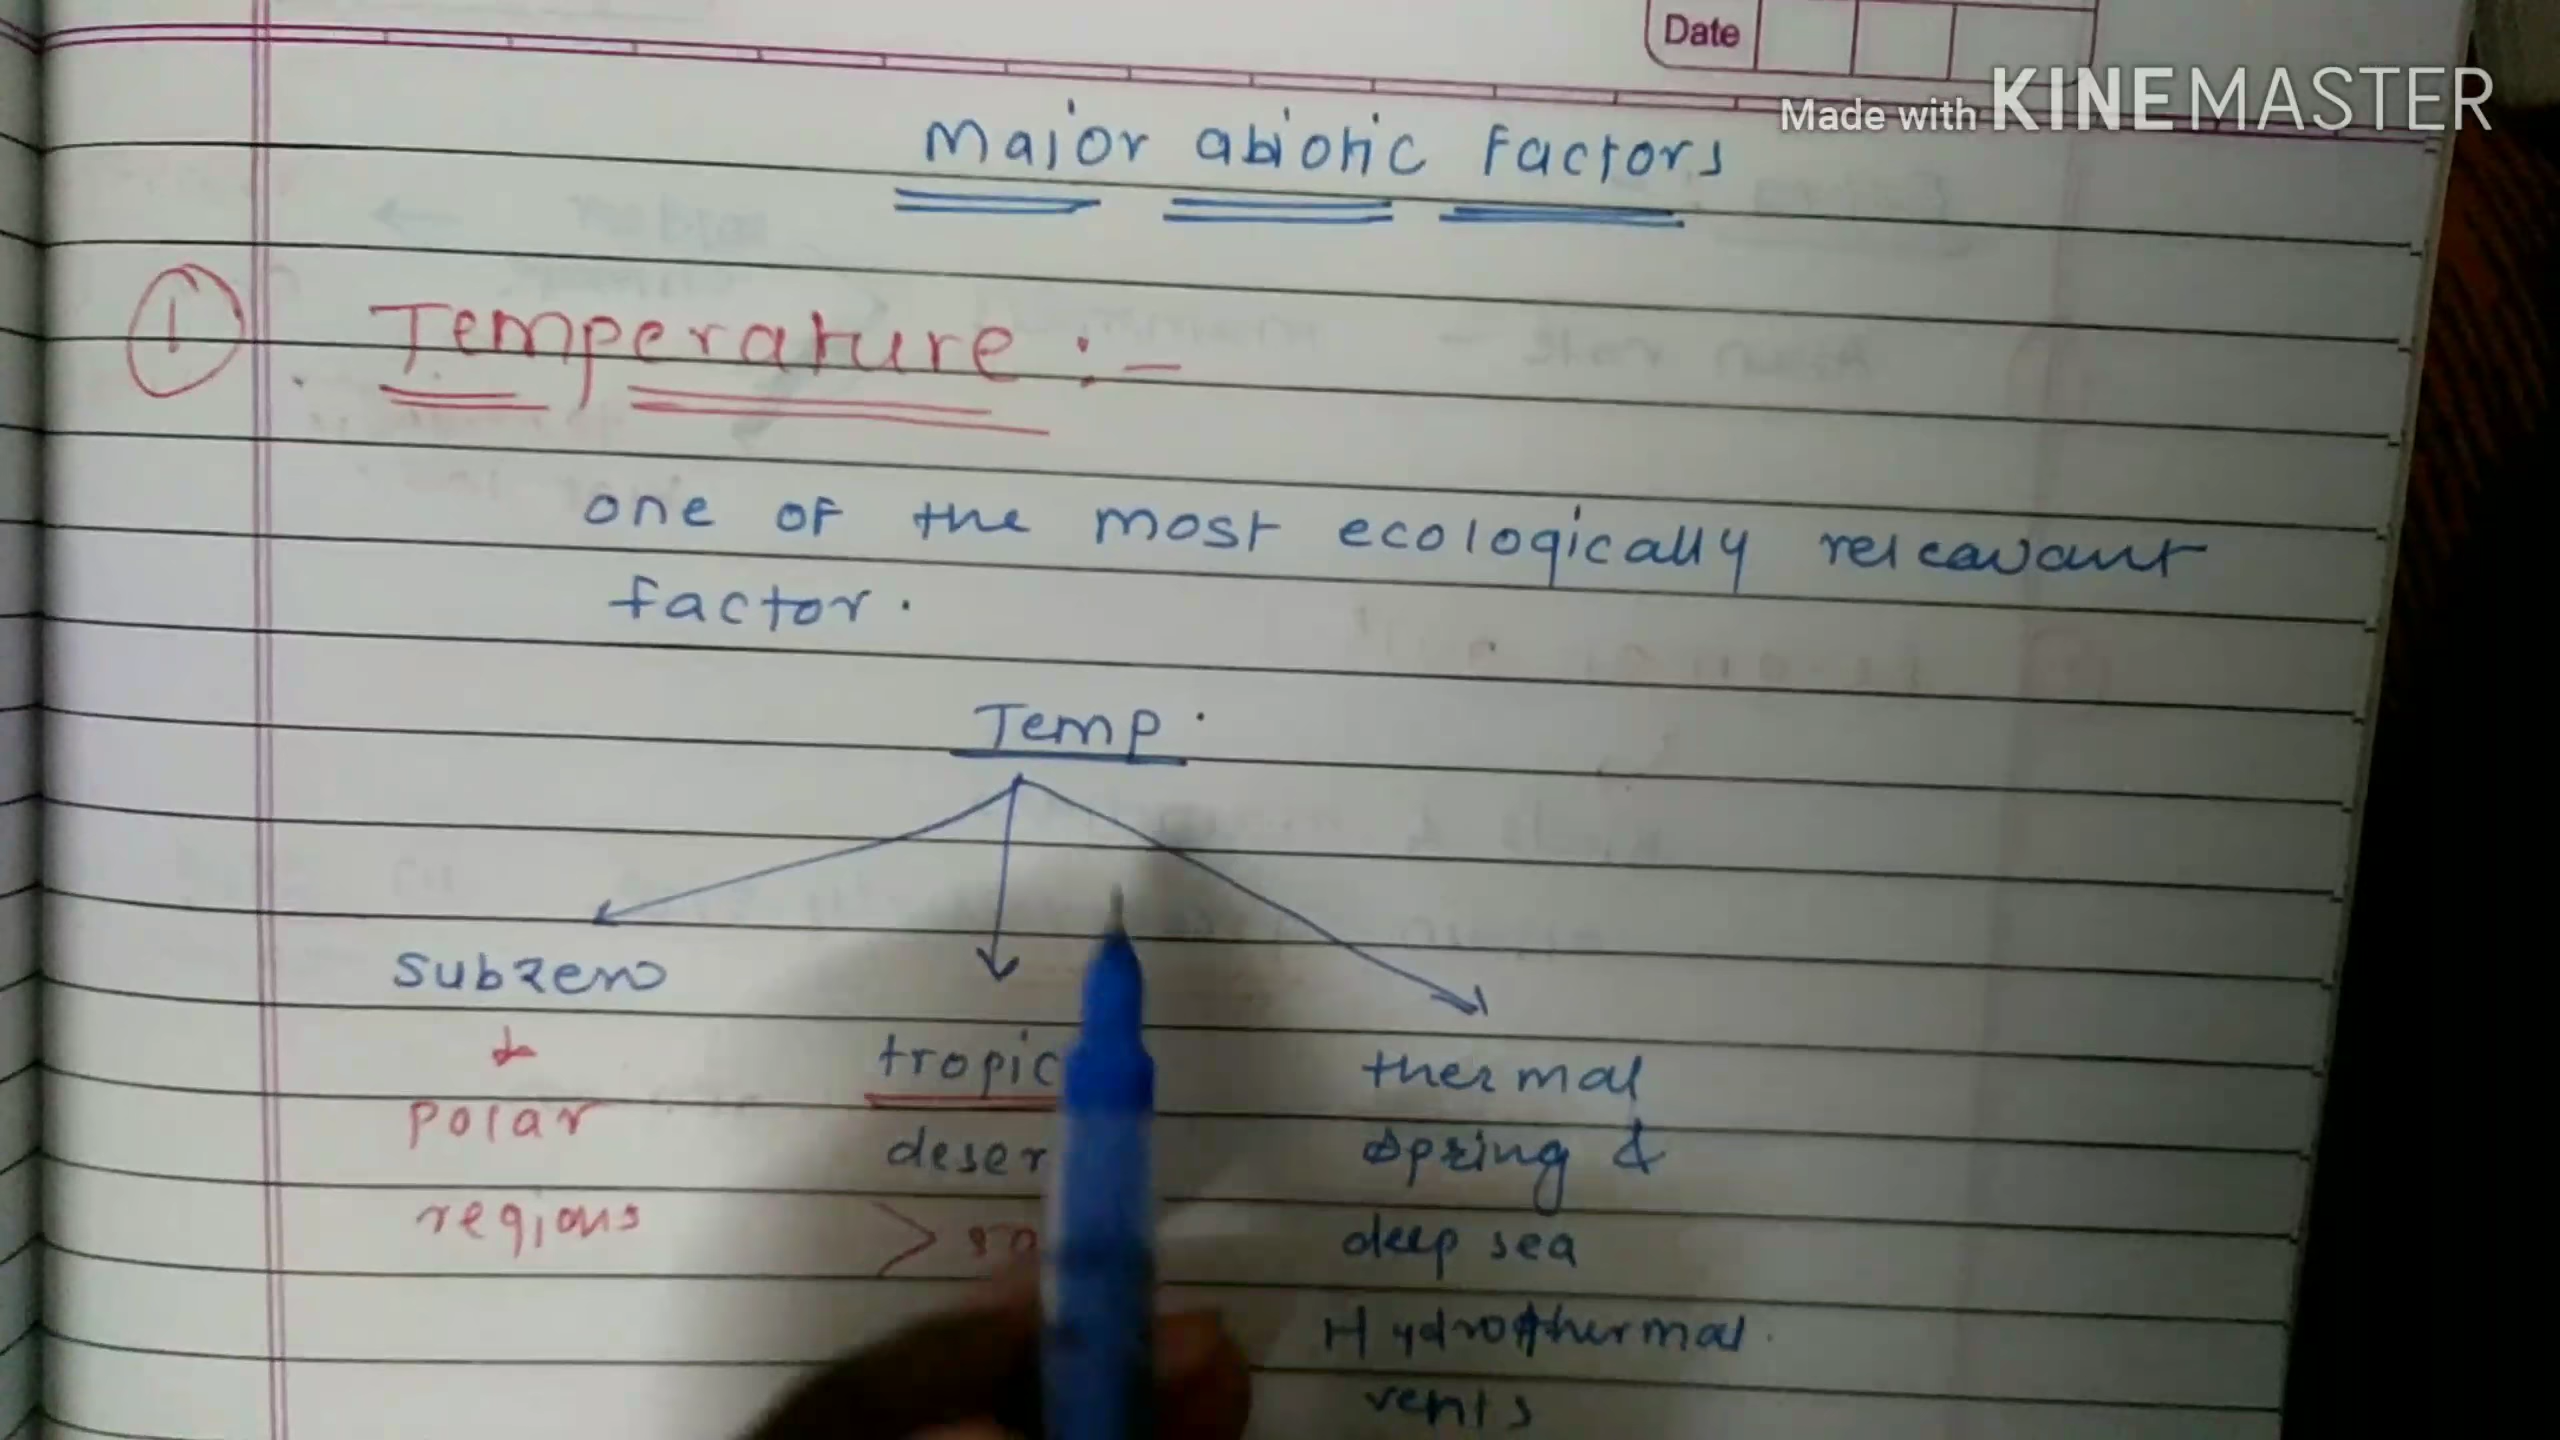 Date
Made with KINEMASTER
Major abiotic factors
1 Temperature :-
one of the most ecologically releavant
factor.
Temp.
subzero
polar
regions
tropic
deser
thermal
spring &
deep sea
Hydrothermal
vents